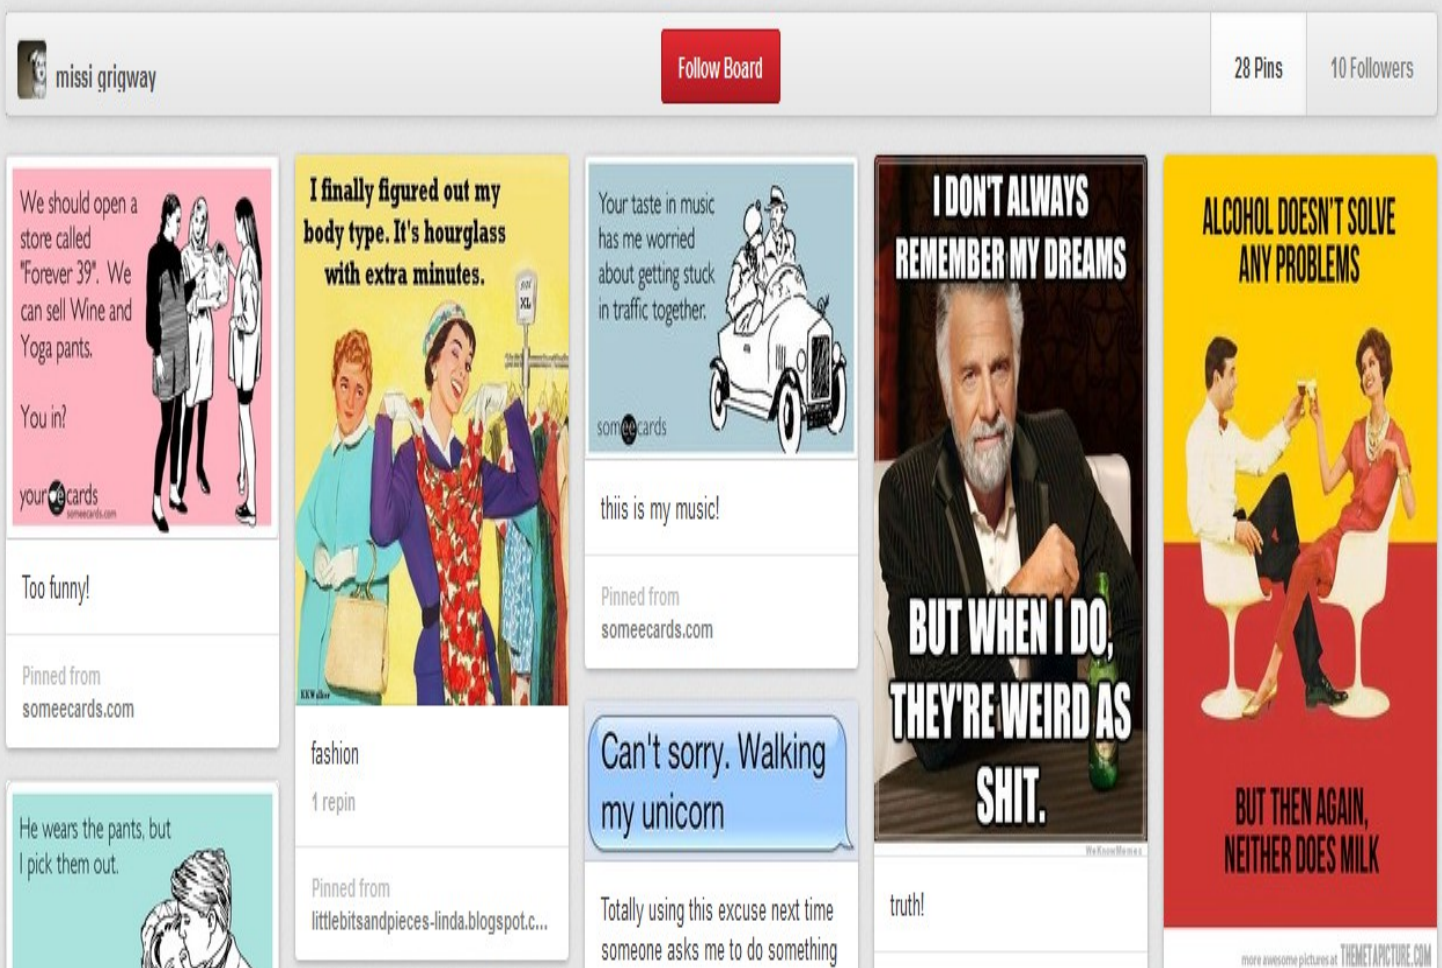 missi grigway
Follow Board
28 Pins
10 Followers
We should open a
store called
"Forever 39". We
can sell Wine and
Yoga pants.
You in?
your ecards
someecards.com
Too funny!
Pinned from
someecards.com
He wears the pants, but
I pick them out.
I finally figured out my
body type. It's hourglass
with extra minutes.
SIZE
XL
fashion
1 repin
Pinned from
littlebitsandpieces-linda.blogspot.c...
Your taste in music
has me worried
about getting stuck
in traffic together.
someecards
thiis is my music!
Pinned from
someecards.com
Can't sorry. Walking
my unicorn
Totally using this excuse next time
someone asks me to do something
I DON'T ALWAYS
REMEMBER MY DREAMS
BUT WHEN I DO,
THEY'RE WEIRD AS
SHIT.
WeKnowMemes
truth!
ALCOHOL DOESN'T SOLVE
ANY PROBLEMS
BUT THEN AGAIN,
NEITHER DOES MILK
more awesome pictures at THEMETAPICTURE.COM